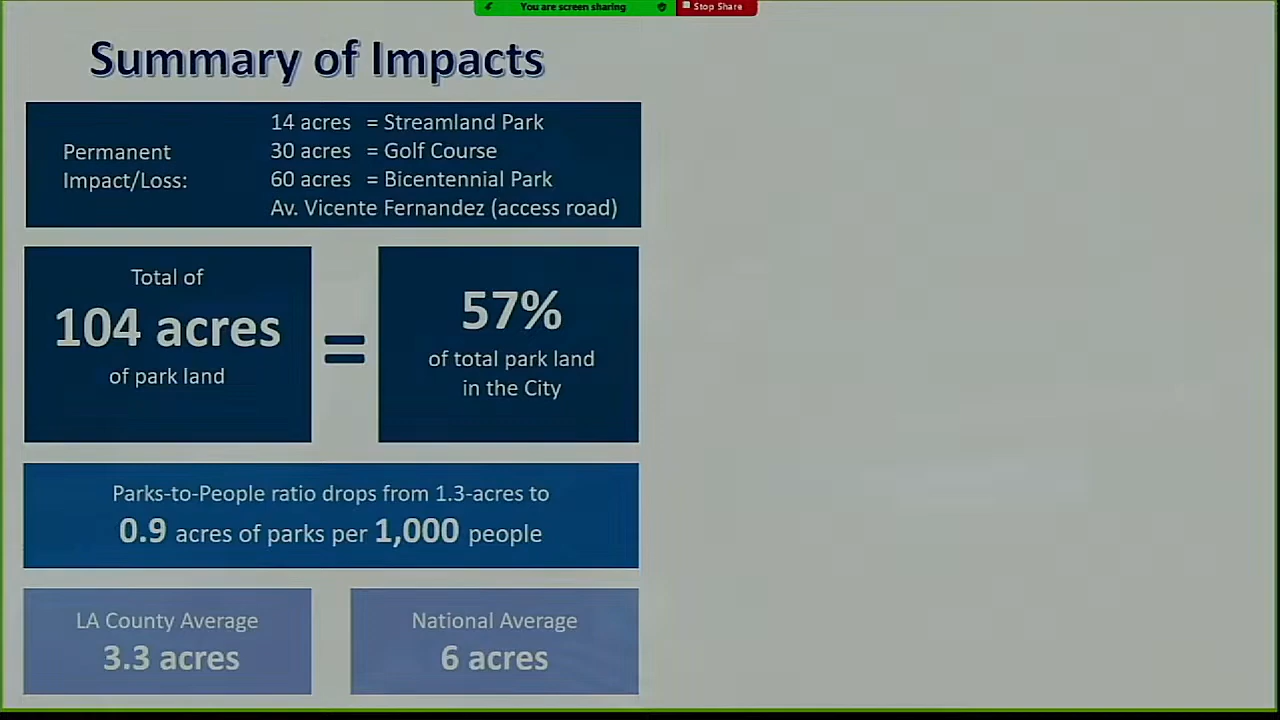 You are screen sharing
Stop Share
Summary of Impacts
Permanent
Impact/Loss:
14 acres = Streamland Park
30 acres = Golf Course
60 acres = Bicentennial Park
Av. Vicente Fernandez (access road)
Total of
104 acres
of park land
=
57%
of total park land
in the City
Parks-to-People ratio drops from 1.3-acres to
0.9 acres of parks per 1,000 people
LA County Average
3.3 acres
National Average
6 acres